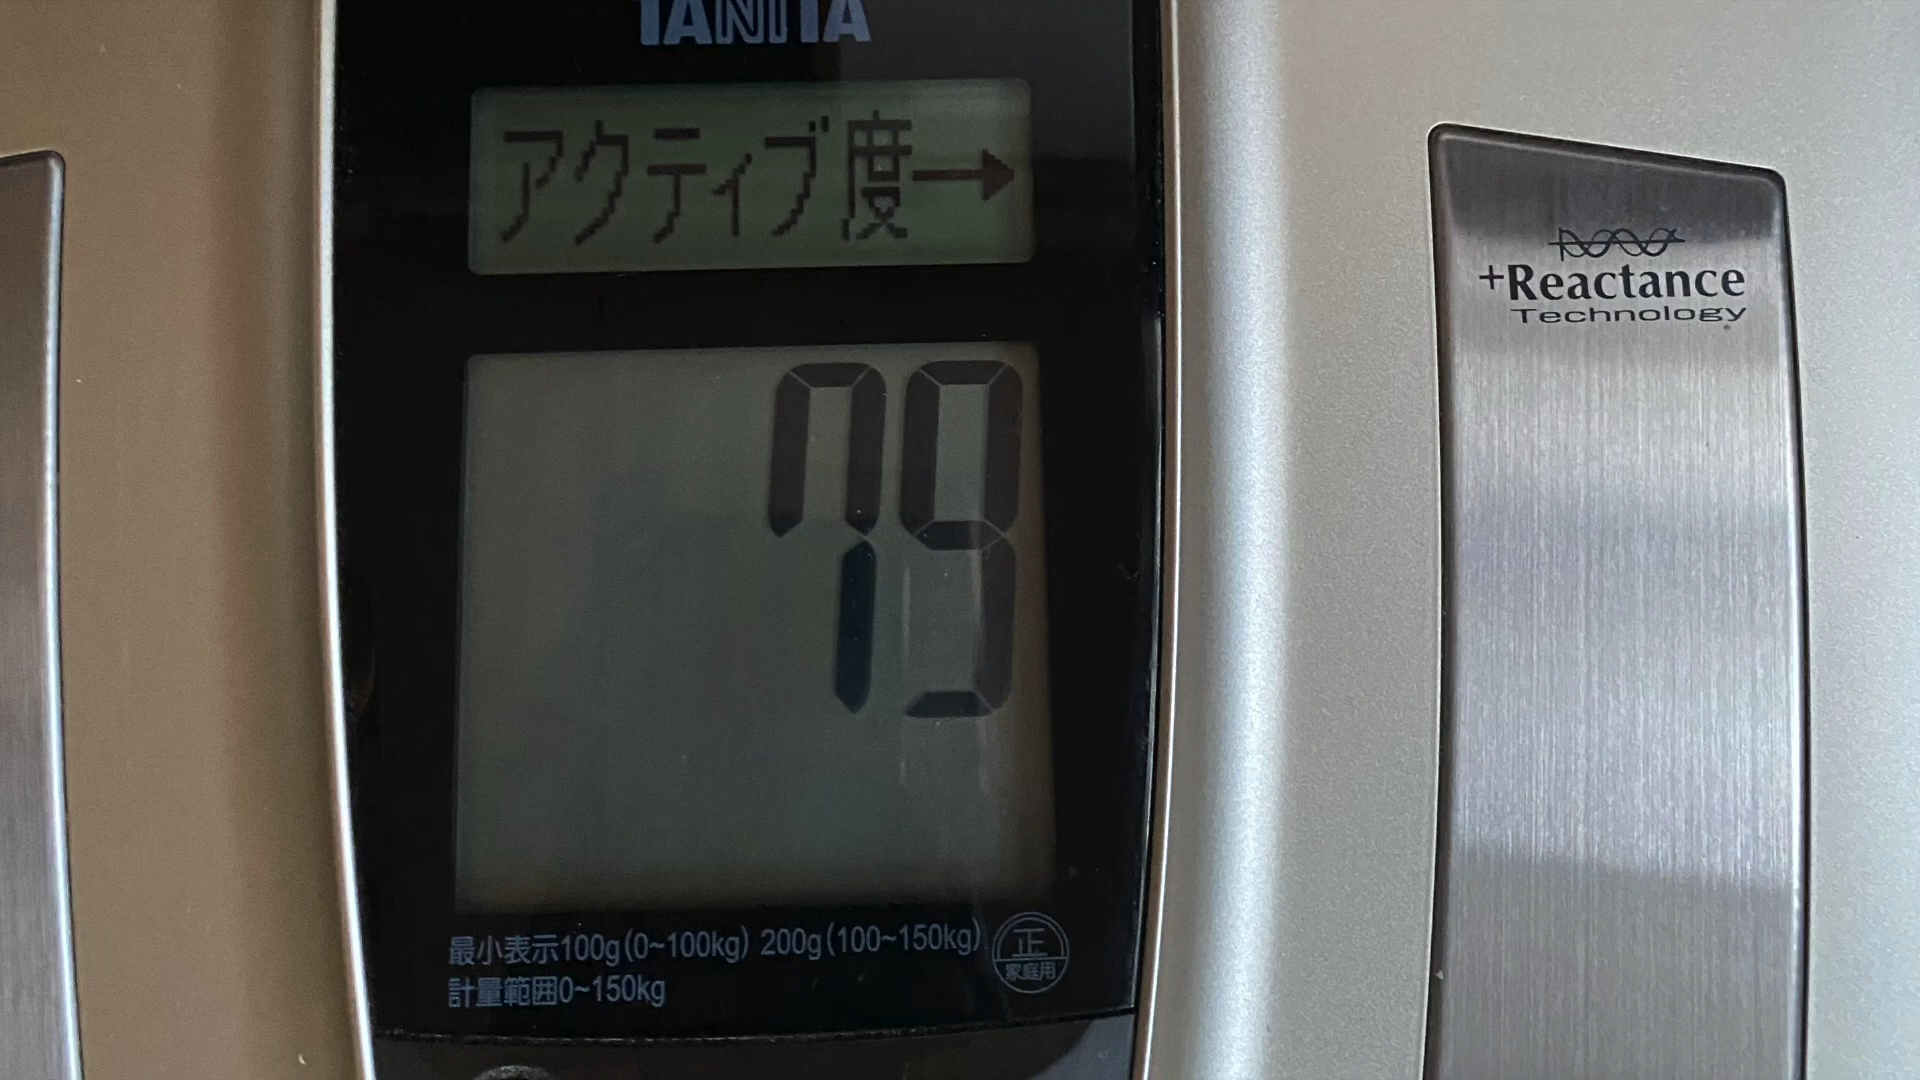 TANITA
アクティブ度→
79
+Reactance
Technology
最小表示100g(0~100kg) 200g(100~150kg)
計量範囲0~150kg
正
家庭用